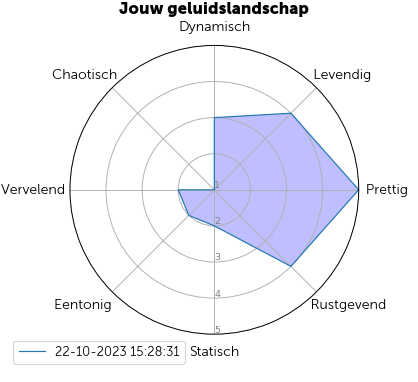 Jouw geluidslandschap
Dynamisch
Chaotisch
Levendig
Vervelend
1
Prettig
2
3
Eentonig
4
Rustgevend
5
22-10-2023 15:28:31
Statisch